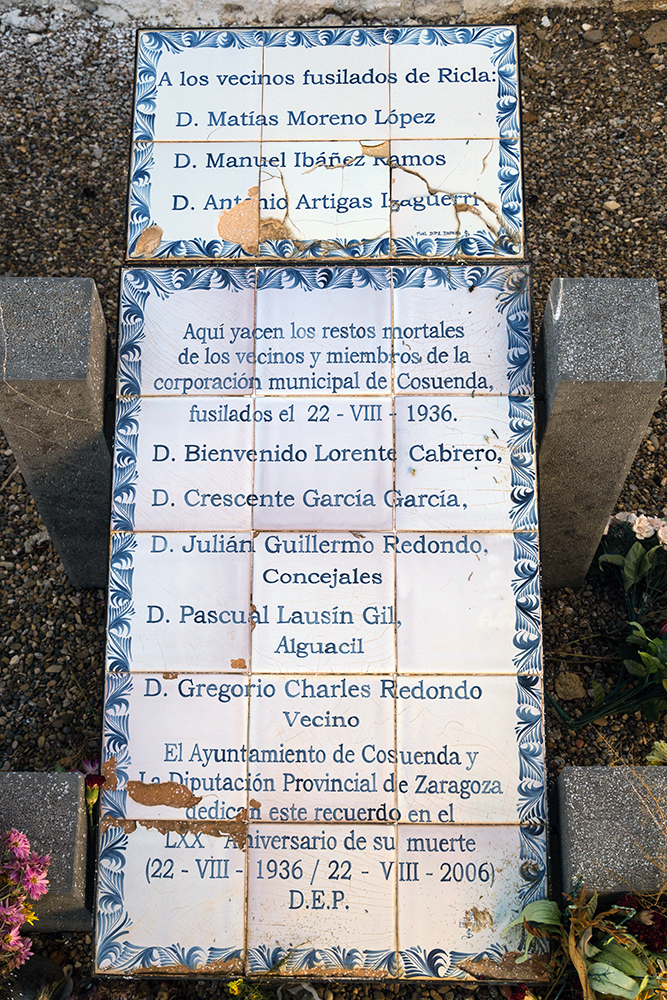 A los vecinos fusilados de Ricla:
D. Matías Moreno López
D. Manuel Ibáñez Ramos
D. Antonio Artigas Izaguerri
Aquí yacen los restos mortales
de los vecinos y miembros de la
corporación municipal de Cosuenda,
fusilados el 22 - VIII - 1936.
D. Bienvenido Lorente Cabrero,
D. Crescente García García,
D. Julián Guillermo Redondo,
Concejales
D. Pascual Lausín Gil,
Alguacil
D. Gregorio Charles Redondo
Vecino
El Ayuntamiento de Cosuenda y
La Diputación Provincial de Zaragoza
dedican este recuerdo en el
LXX Aniversario de su muerte
(22 - VIII - 1936 / 22 - VIII - 2006)
D.E.P.